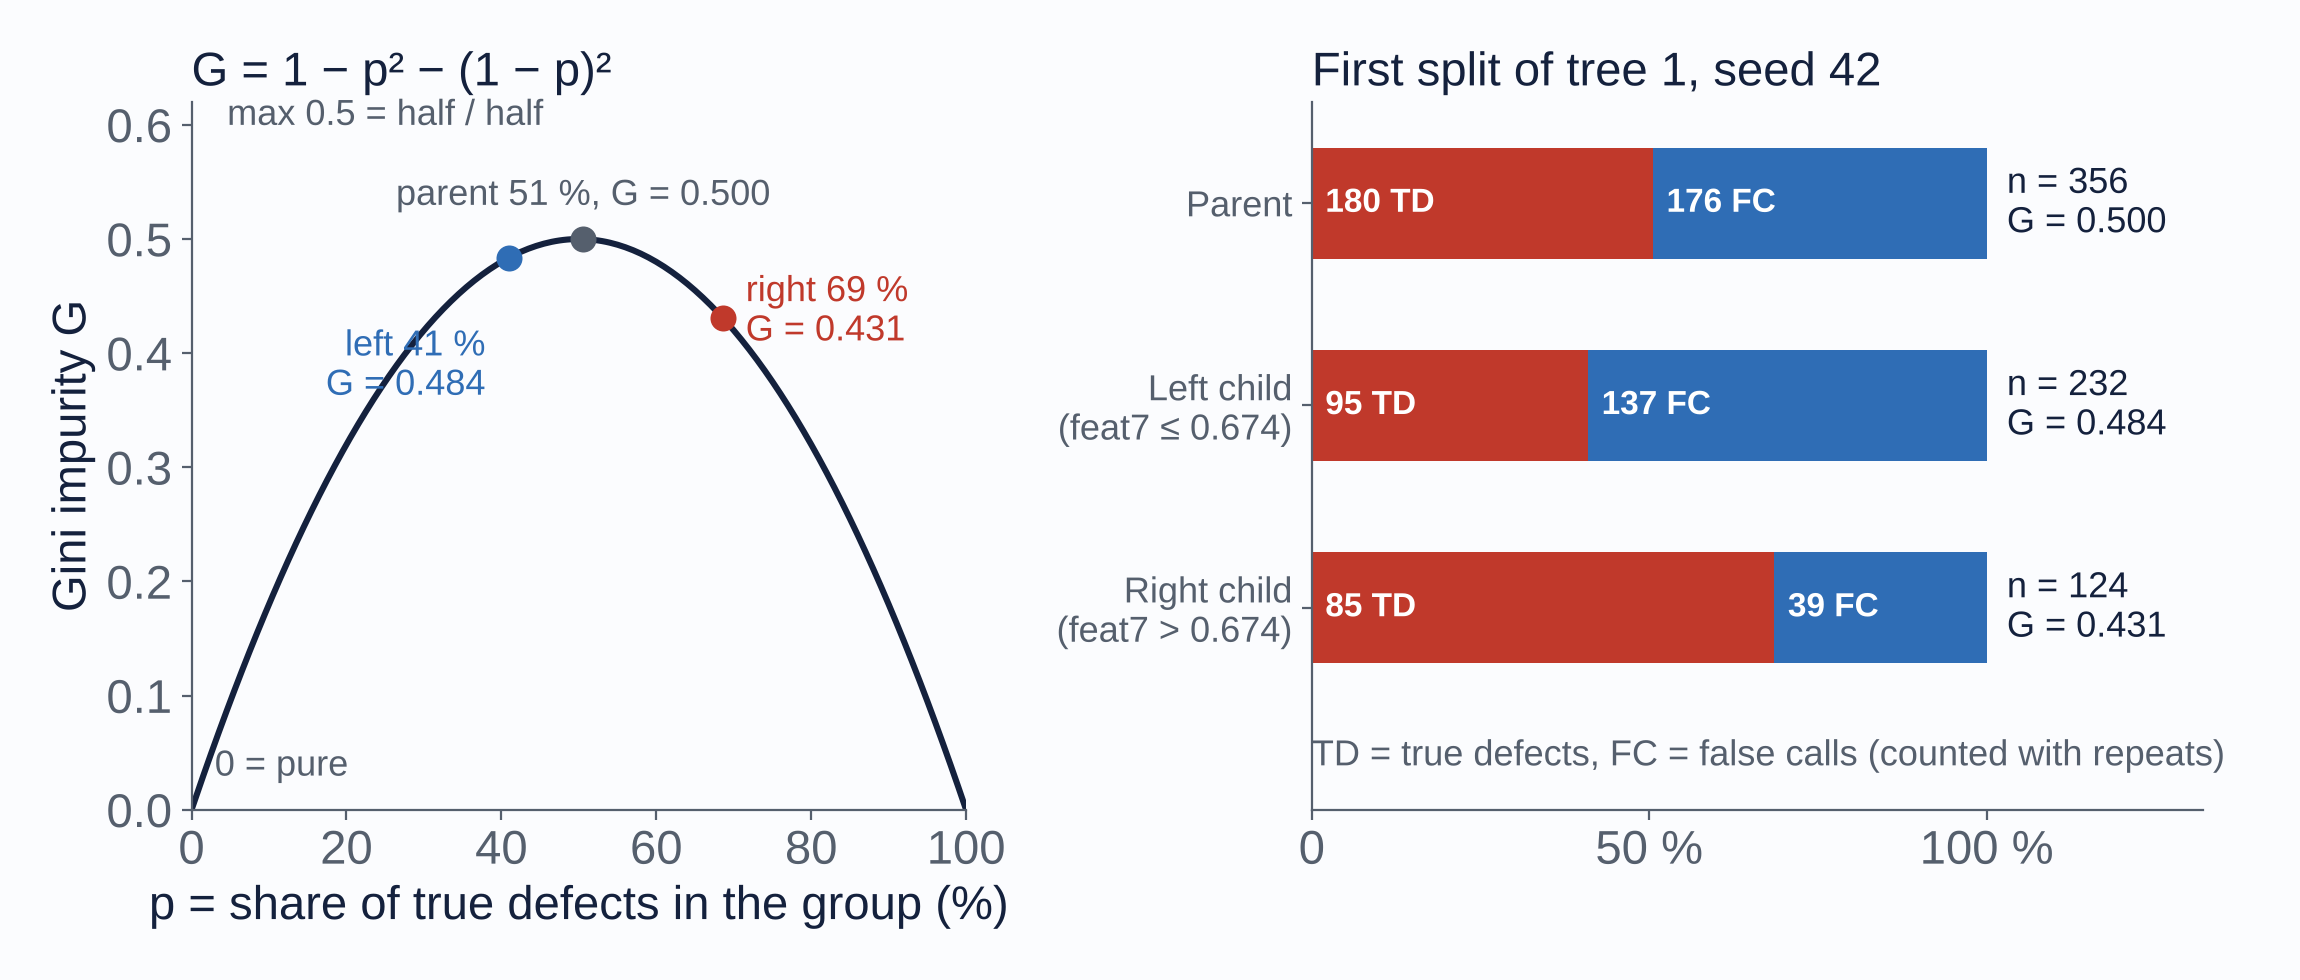 G = 1 − p² − (1 − p)²
max 0.5 = half / half
parent 51 %, G = 0.500
right 69 %
G = 0.431
left 41 %
G = 0.484
0 = pure
Gini impurity G
0.6
0.5
0.4
0.3
0.2
0.1
0.0
0 20 40 60 80 100
p = share of true defects in the group (%)
First split of tree 1, seed 42
Parent
180 TD 176 FC
n = 356
G = 0.500
Left child
(feat7 ≤ 0.674)
95 TD 137 FC
n = 232
G = 0.484
Right child
(feat7 > 0.674)
85 TD 39 FC
n = 124
G = 0.431
TD = true defects, FC = false calls (counted with repeats)
0 50 % 100 %